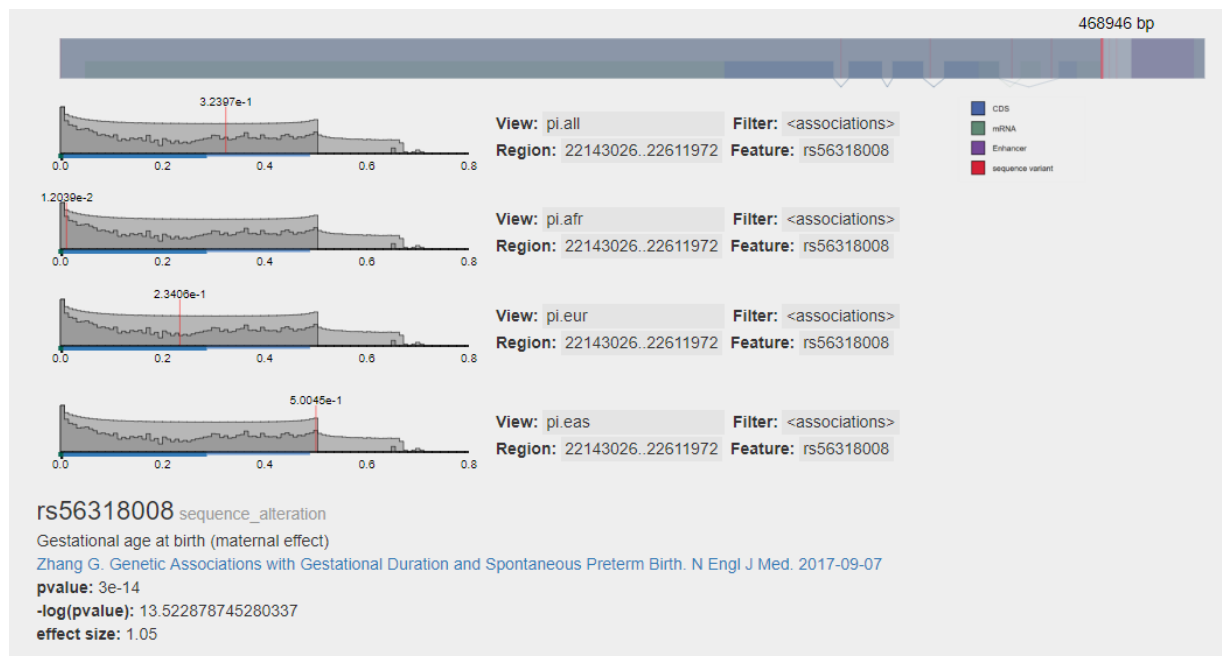 468946 bp
3.2397e-1
0.0 0.2 0.4 0.6 0.8
View: pi.all Filter: <associations>
Region: 22143026..22611972 Feature: rs56318008
CDS
mRNA
Enhancer
sequence variant
1.2039e-2
0.0 0.2 0.4 0.6 0.8
View: pi.afr Filter: <associations>
Region: 22143026..22611972 Feature: rs56318008
2.3406e-1
0.0 0.2 0.4 0.6 0.8
View: pi.eur Filter: <associations>
Region: 22143026..22611972 Feature: rs56318008
5.0045e-1
0.0 0.2 0.4 0.6 0.8
View: pi.eas Filter: <associations>
Region: 22143026..22611972 Feature: rs56318008
rs56318008 sequence_alteration
Gestational age at birth (maternal effect)
Zhang G. Genetic Associations with Gestational Duration and Spontaneous Preterm Birth. N Engl J Med. 2017-09-07
pvalue: 3e-14
-log(pvalue): 13.522878745280337
effect size: 1.05